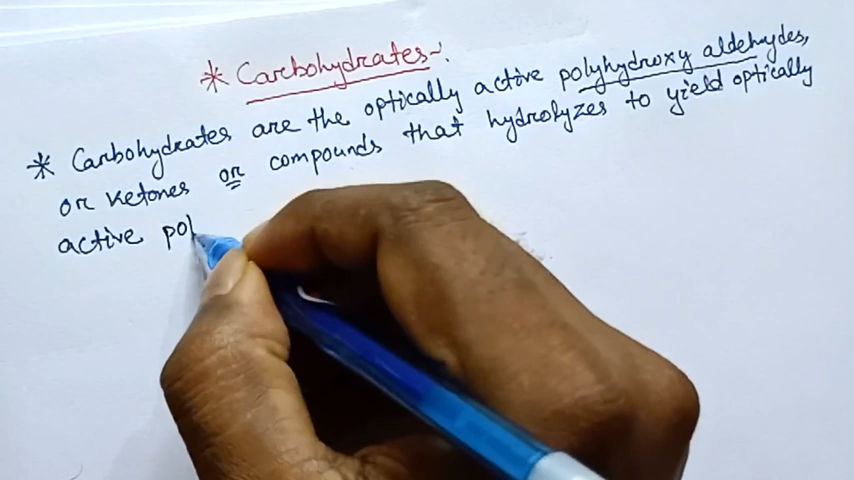 * Carbohydrates ~:
* Carbohydrates are the optically active polyhydroxy aldehydes,
or ketones or compounds that hydrolyzes to yield optically
active pol